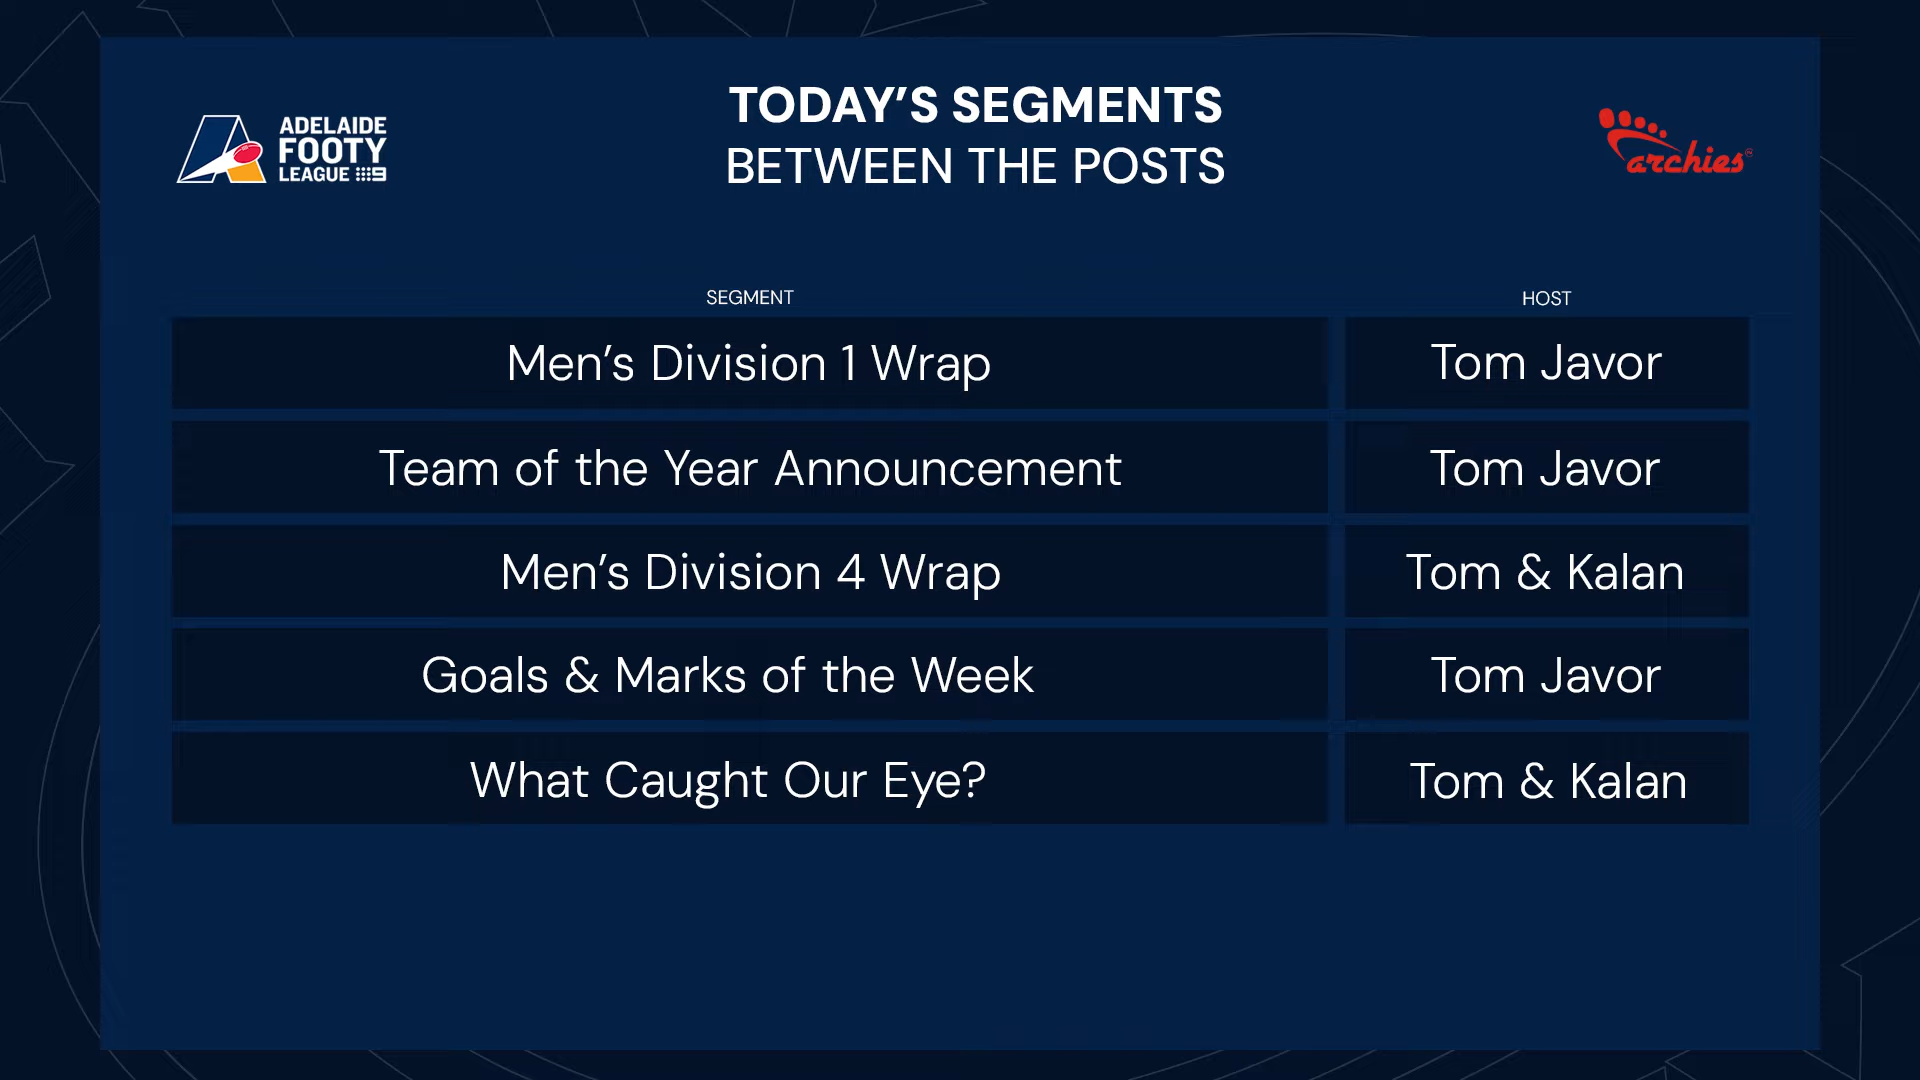 TODAY'S SEGMENTS
BETWEEN THE POSTS
ADELAIDE
FOOTY
LEAGUE 9
archies®
SEGMENT HOST
Men's Division 1 Wrap Tom Javor
Team of the Year Announcement Tom Javor
Men's Division 4 Wrap Tom & Kalan
Goals & Marks of the Week Tom Javor
What Caught Our Eye? Tom & Kalan